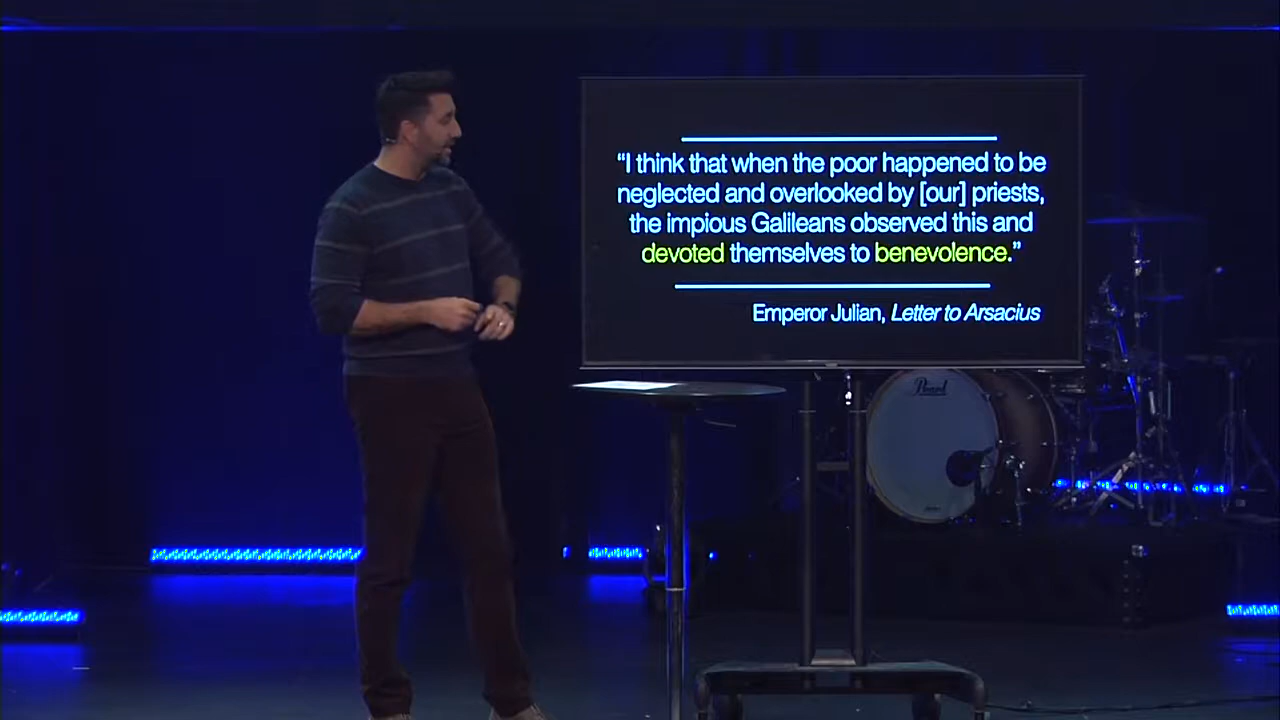 “I think that when the poor happened to be
neglected and overlooked by [our] priests,
the impious Galileans observed this and
devoted themselves to benevolence.”
Emperor Julian, Letter to Arsacius
Pearl